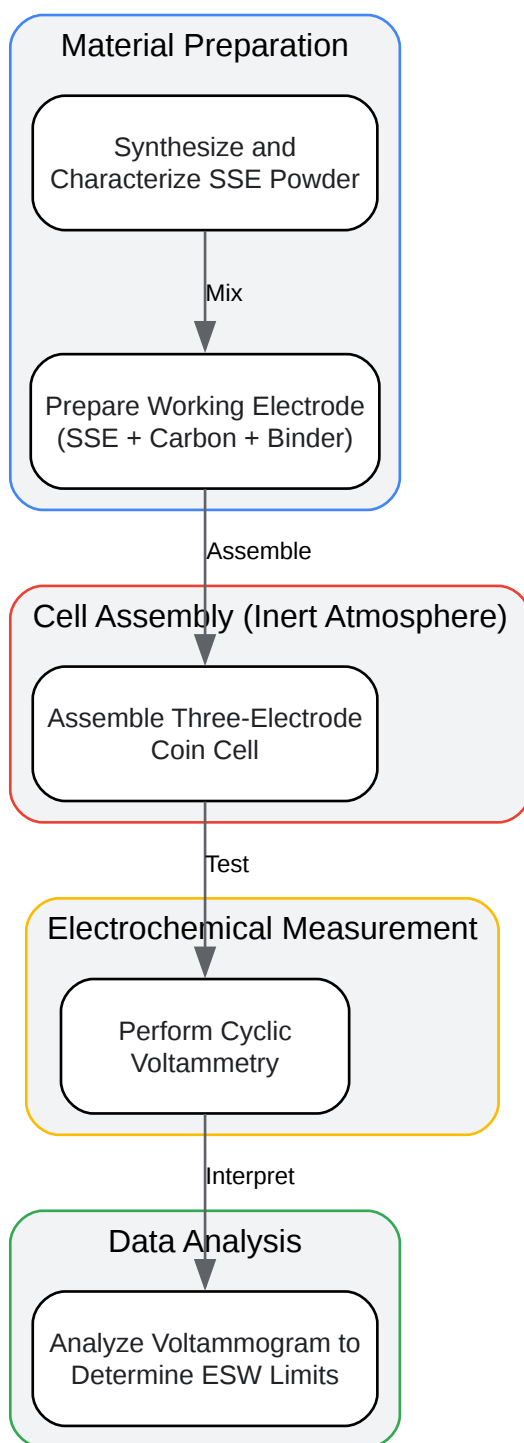 Material Preparation
Synthesize and
Characterize SSE Powder
Mix
Prepare Working Electrode
(SSE + Carbon + Binder)
Assemble
Cell Assembly (Inert Atmosphere)
Assemble Three-Electrode
Coin Cell
Test
Electrochemical Measurement
Perform Cyclic
Voltammetry
Interpret
Data Analysis
Analyze Voltammogram to
Determine ESW Limits